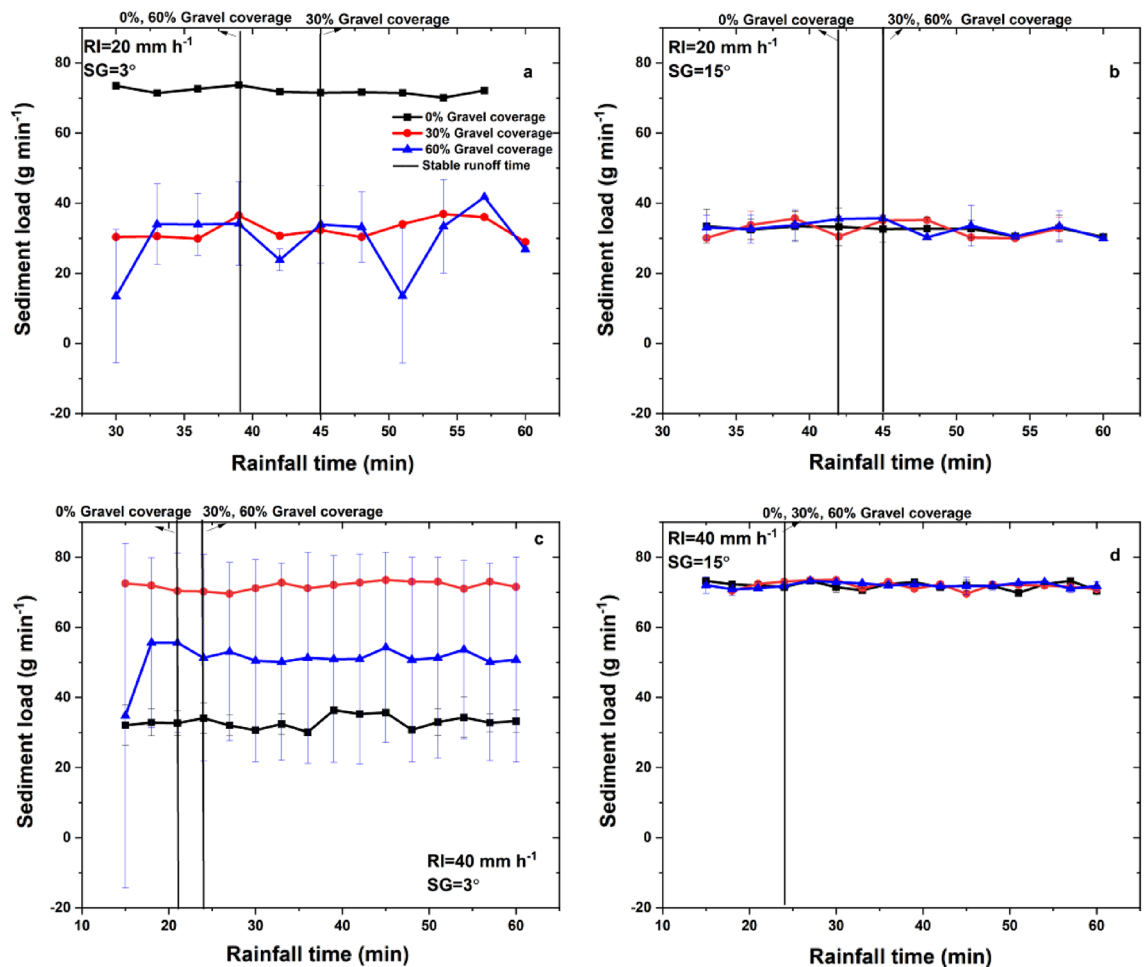 0%, 60% Gravel coverage
30% Gravel coverage
RI=20 mm h⁻¹
SG=3°
a
80
60
40
20
0
-20
Sediment load (g min⁻¹)
0% Gravel coverage
30% Gravel coverage
60% Gravel coverage
Stable runoff time
30 35 40 45 50 55 60
Rainfall time (min)
0% Gravel coverage
30%, 60% Gravel coverage
RI=20 mm h⁻¹
SG=15°
b
80
60
40
20
0
-20
Sediment load (g min⁻¹)
30 35 40 45 50 55 60
Rainfall time (min)
0% Gravel coverage
30%, 60% Gravel coverage
c
80
60
40
20
0
-20
Sediment load (g min⁻¹)
RI=40 mm h⁻¹
SG=3°
10 20 30 40 50 60
Rainfall time (min)
0%, 30%, 60% Gravel coverage
RI=40 mm h⁻¹
SG=15°
d
80
60
40
20
0
-20
Sediment load (g min⁻¹)
10 20 30 40 50 60
Rainfall time (min)